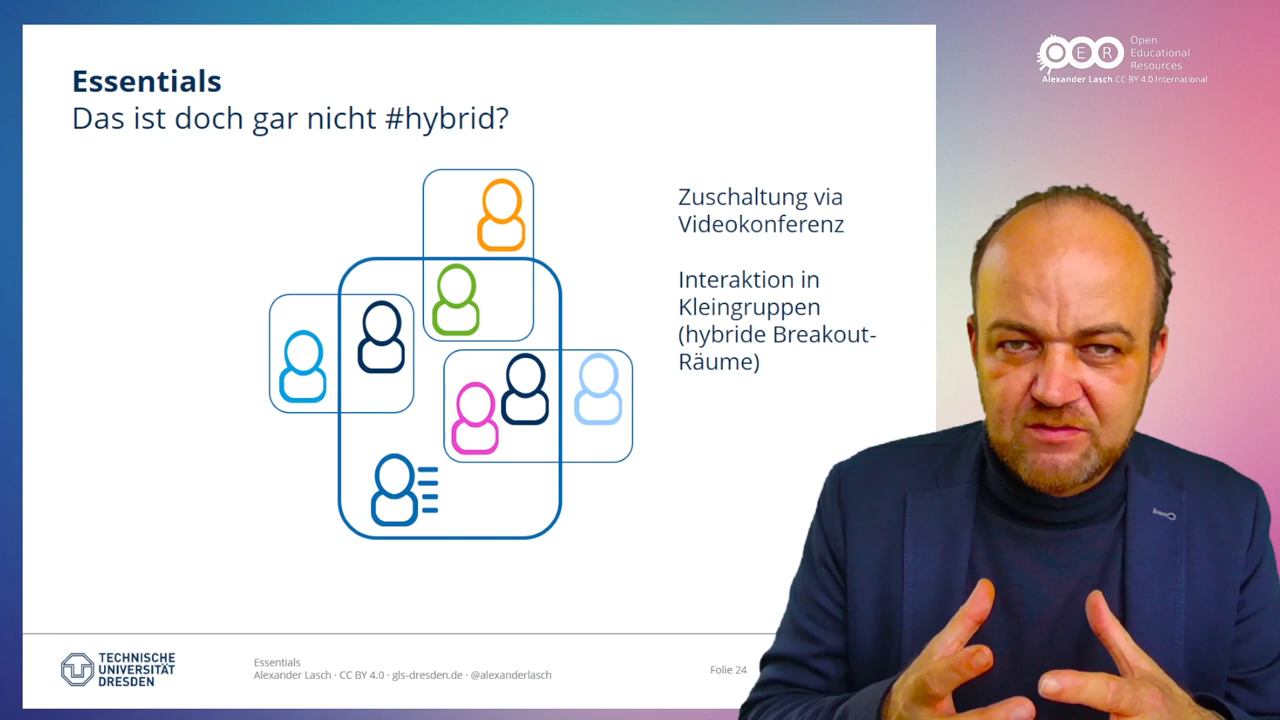 Essentials
Das ist doch gar nicht #hybrid?
Zuschaltung via
Videokonferenz
Interaktion in
Kleingruppen
(hybride Breakout-
Räume)
OER
Open
Educational
Resources
Alexander Lasch CC BY 4.0 International
TECHNISCHE
UNIVERSITÄT
DRESDEN
Essentials
Alexander Lasch · CC BY 4.0 · gls-dresden.de · @alexanderlasch
Folie 24